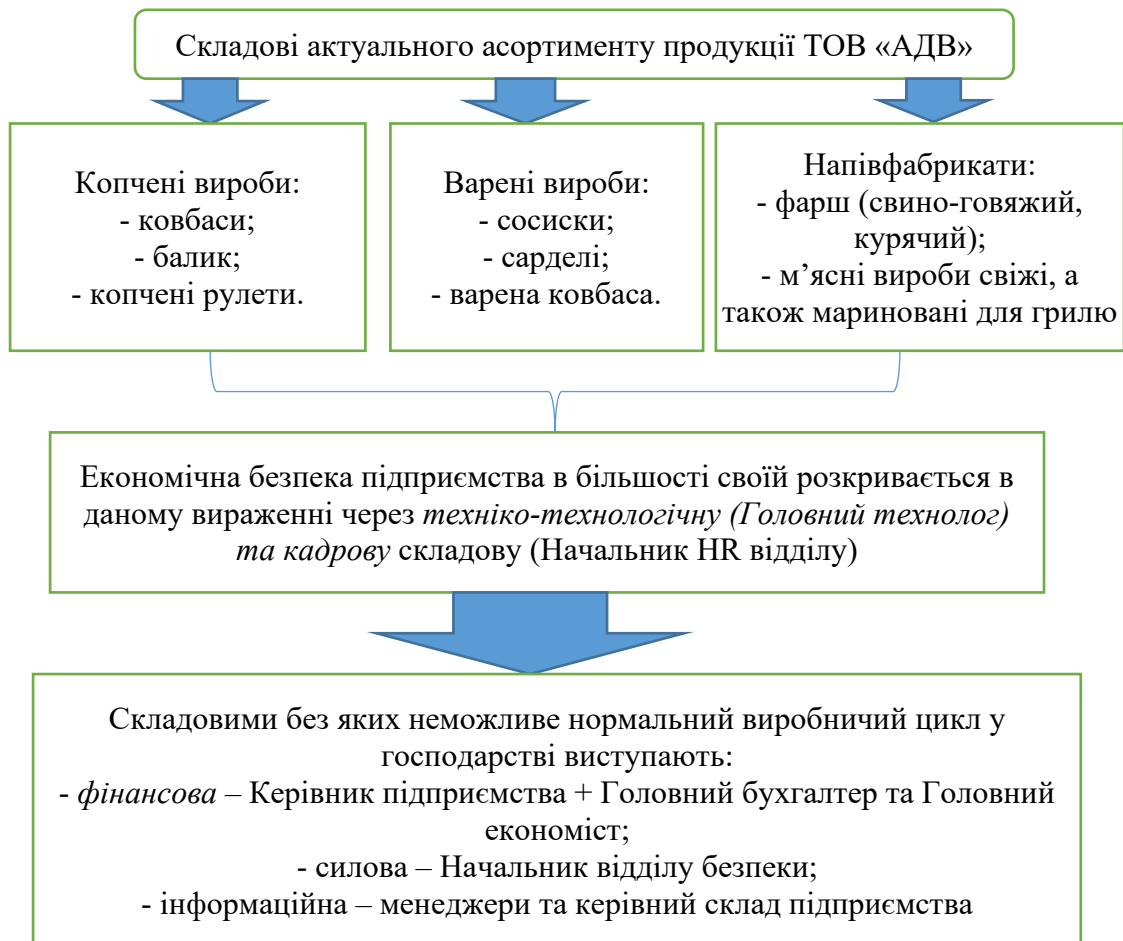 Складові актуального асортименту продукції ТОВ «АДВ»
Копчені вироби:
- ковбаси;
- балик;
- копчені рулети.
Варені вироби:
- сосиски;
- сарделі;
- варена ковбаса.
Напівфабрикати:
- фарш (свино-говяжий,
курячий);
- м’ясні вироби свіжі, а
також мариновані для грилю
Економічна безпека підприємства в більшості своїй розкривається в
даному вираженні через техніко-технологічну (Головний технолог)
та кадрову складову (Начальник HR відділу)
Складовими без яких неможливе нормальний виробничий цикл у
господарстві виступають:
- фінансова – Керівник підприємства + Головний бухгалтер та Головний
економіст;
- силова – Начальник відділу безпеки;
- інформаційна – менеджери та керівний склад підприємства